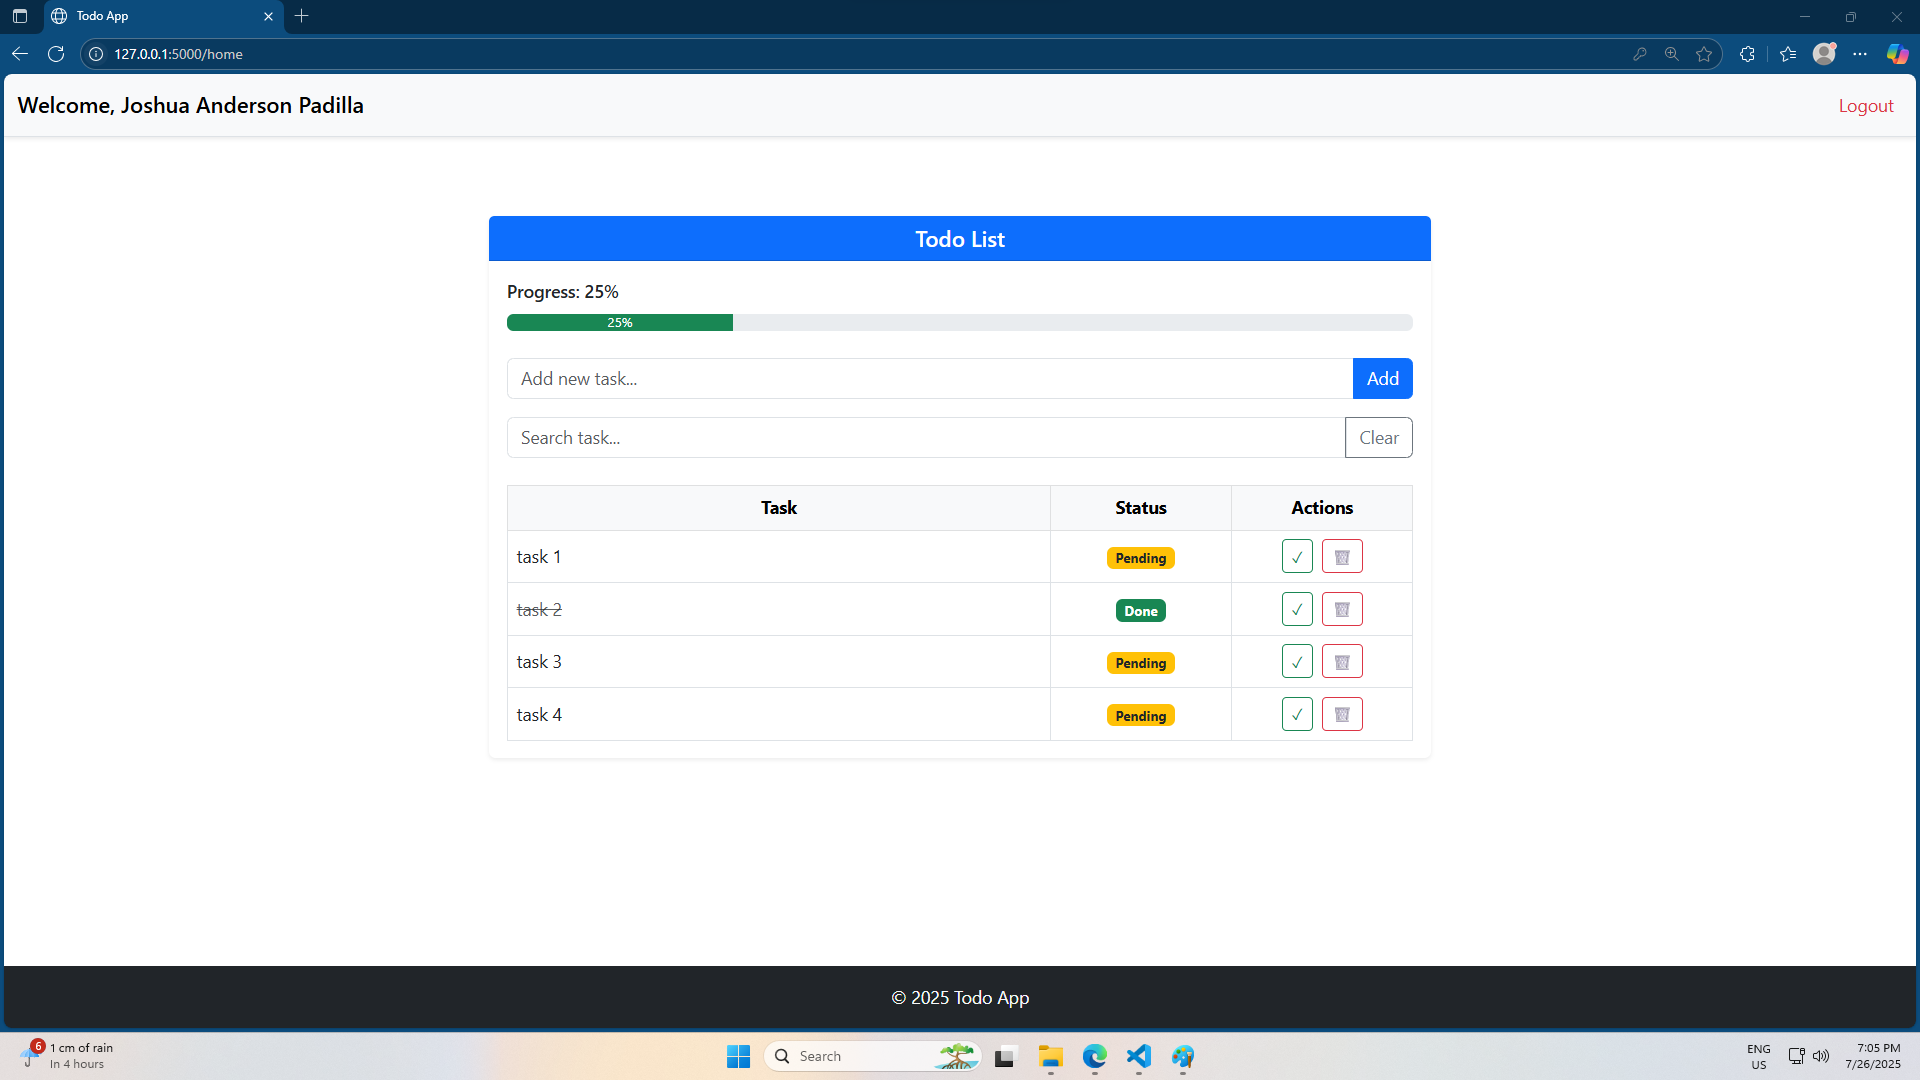 Todo App
127.0.0.1:5000/home
Welcome, Joshua Anderson Padilla
Logout
Todo List
Progress: 25%
25%
Add new task...
Add
Search task...
Clear
Task Status Actions
task 1 Pending ✓
task 2 Done ✓
task 3 Pending ✓
task 4 Pending ✓
© 2025 Todo App
6
1 cm of rain
In 4 hours
Search
ENG
US
7:05 PM
7/26/2025